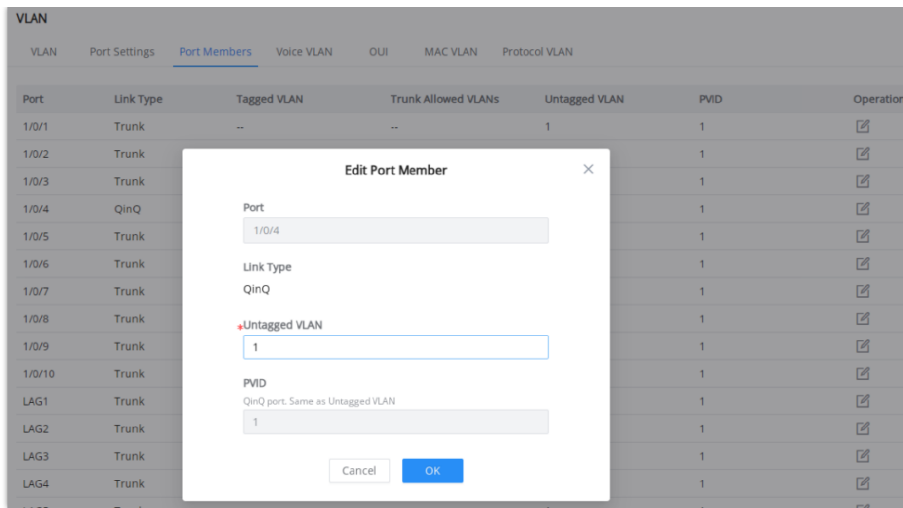 VLAN
VLAN Port Settings Port Members Voice VLAN OUI MAC VLAN Protocol VLAN
Port Link Type Tagged VLAN Trunk Allowed VLANs Untagged VLAN PVID Operation
1/0/1 Trunk -- -- 1 1
1/0/2 Trunk 1
1/0/3 Trunk 1
1/0/4 QinQ 1
1/0/5 Trunk 1
1/0/6 Trunk 1
1/0/7 Trunk 1
1/0/8 Trunk 1
1/0/9 Trunk 1
1/0/10 Trunk 1
LAG1 Trunk 1
LAG2 Trunk 1
LAG3 Trunk 1
LAG4 Trunk 1
Edit Port Member
Port
1/0/4
Link Type
QinQ
*Untagged VLAN
1
PVID
QinQ port. Same as Untagged VLAN
1
Cancel OK